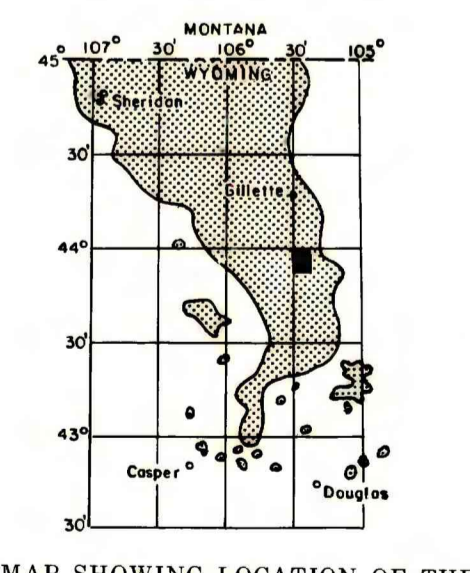 MONTANA
45° 107° 30' 106° 30' 105°
WYOMING
Sheridan
30'
Gillette
44°
30'
43°
Casper
Douglas
30'
MAP SHOWING LOCATION OF THE